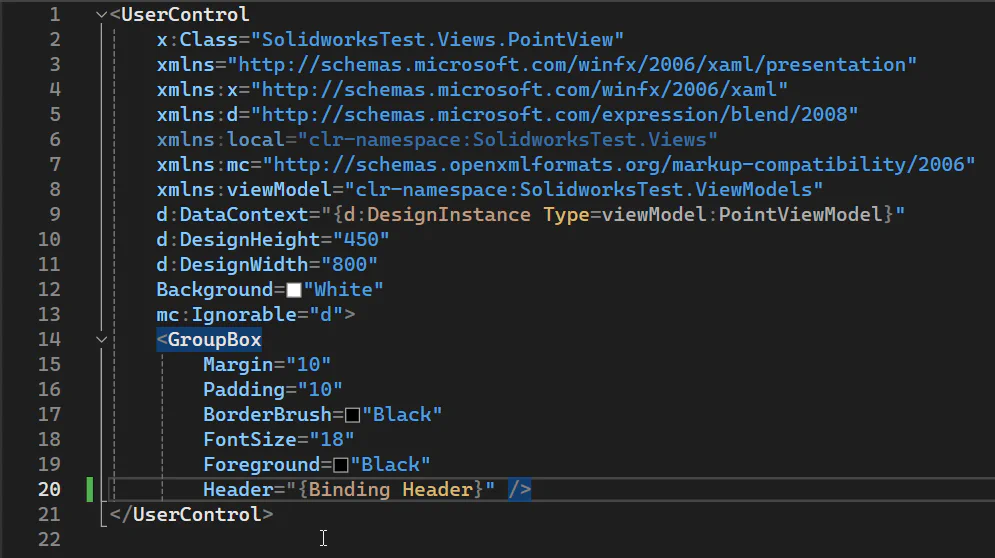 1 <UserControl
2 x:Class="SolidworksTest.Views.PointView"
3 xmlns="http://schemas.microsoft.com/winfx/2006/xaml/presentation"
4 xmlns:x="http://schemas.microsoft.com/winfx/2006/xaml"
5 xmlns:d="http://schemas.microsoft.com/expression/blend/2008"
6 xmlns:local="clr-namespace:SolidworksTest.Views"
7 xmlns:mc="http://schemas.openxmlformats.org/markup-compatibility/2006"
8 xmlns:viewModel="clr-namespace:SolidworksTest.ViewModels"
9 d:DataContext="{d:DesignInstance Type=viewModel:PointViewModel}"
10 d:DesignHeight="450"
11 d:DesignWidth="800"
12 Background="White"
13 mc:Ignorable="d">
14 <GroupBox
15 Margin="10"
16 Padding="10"
17 BorderBrush="Black"
18 FontSize="18"
19 Foreground="Black"
20 Header="{Binding Header}" />
21 </UserControl>
22